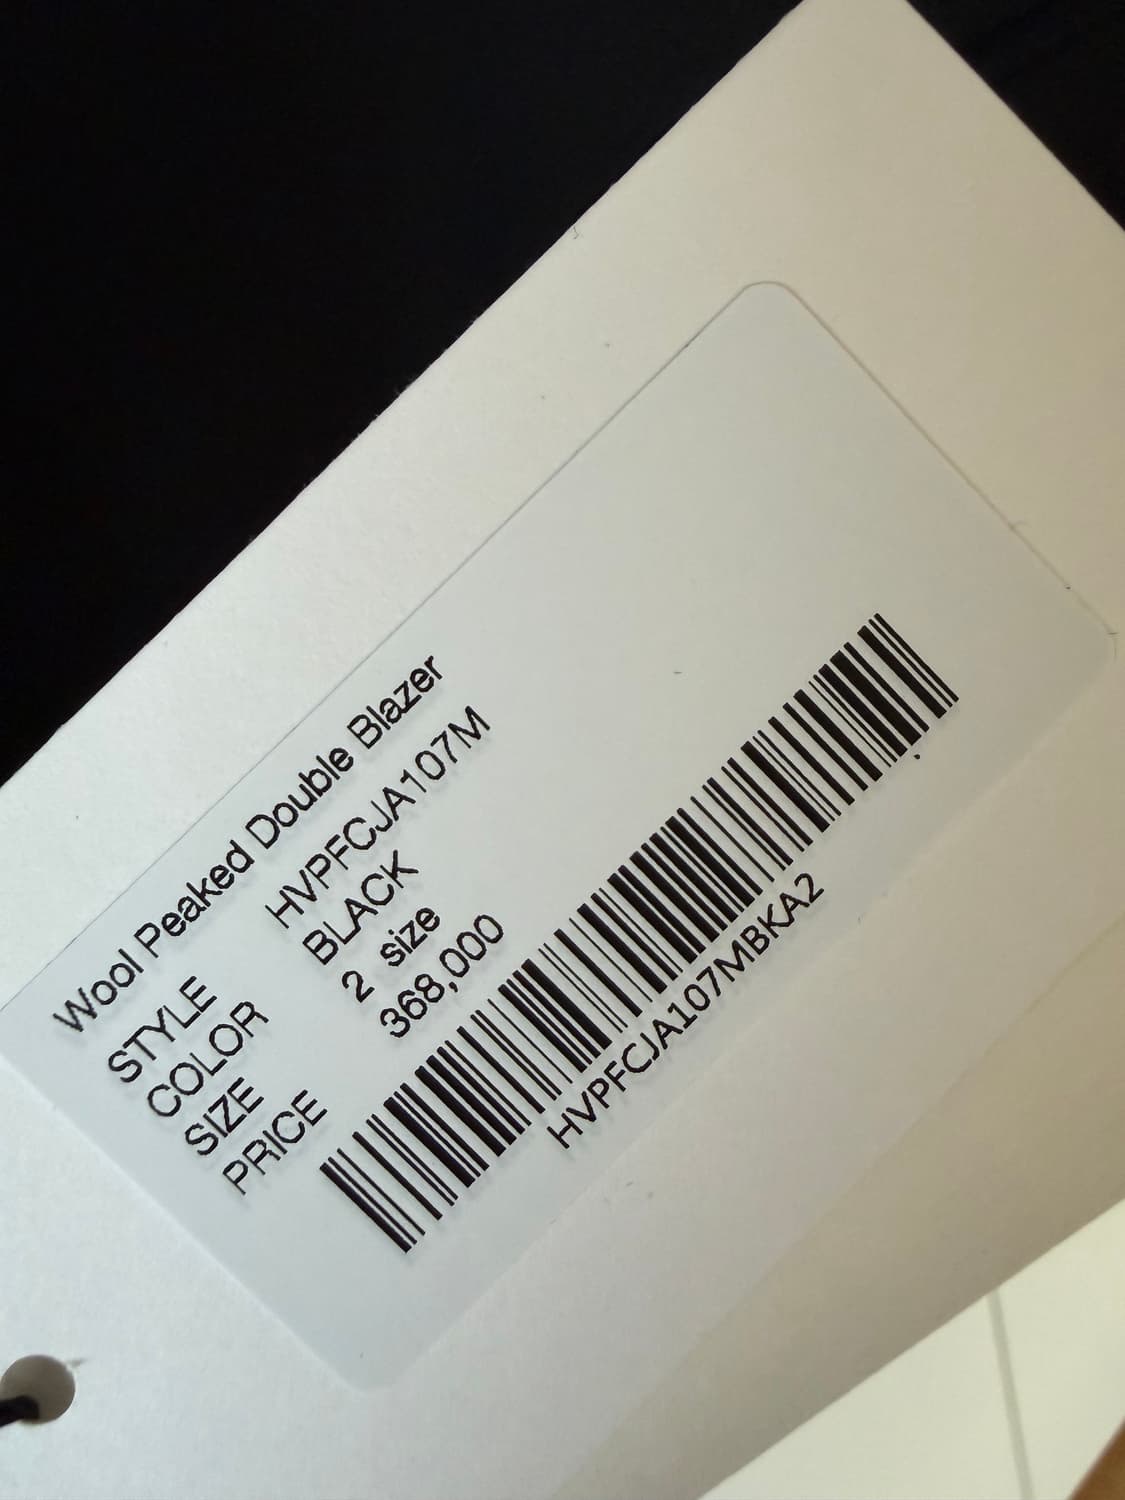 Wool Peaked Double Blazer
STYLE HVPFCJA107M
COLOR BLACK
SIZE 2 size
PRICE 368,000
HVPFCJA107MBKA2